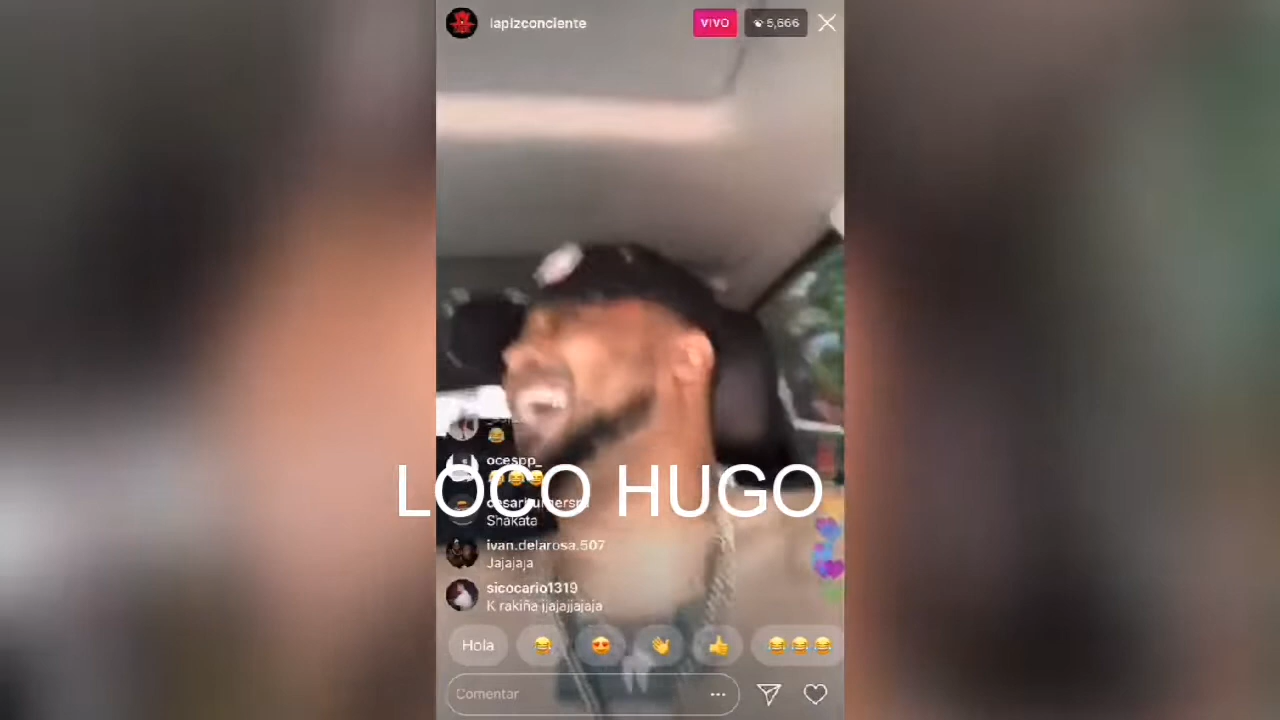 lapizconciente
VIVO
5,666
ocespp_
LOCO HUGO
Shakata
ivan.delarosa.507
Jajajaja
sicocario1319
K rakiña jjajajjajaja
Hola
Comentar